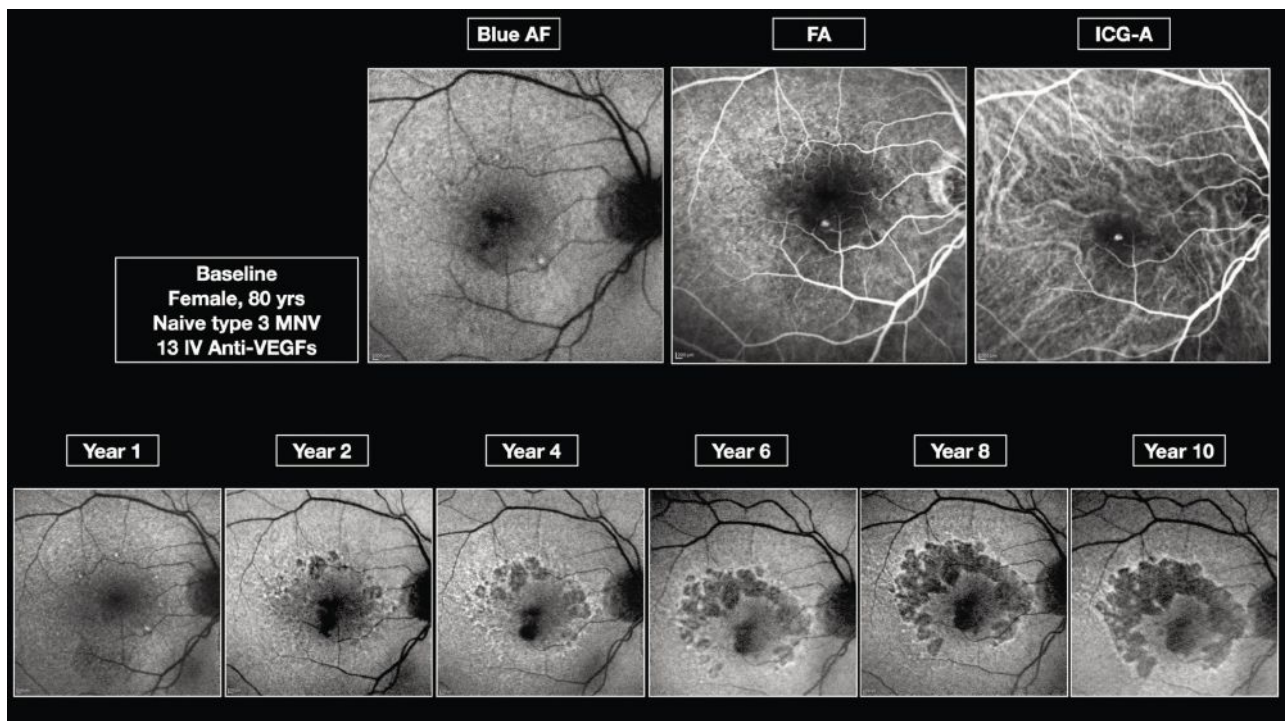 Blue AF
FA
ICG-A
Baseline
Female, 80 yrs
Naive type 3 MNV
13 IV Anti-VEGFs
Year 1
Year 2
Year 4
Year 6
Year 8
Year 10